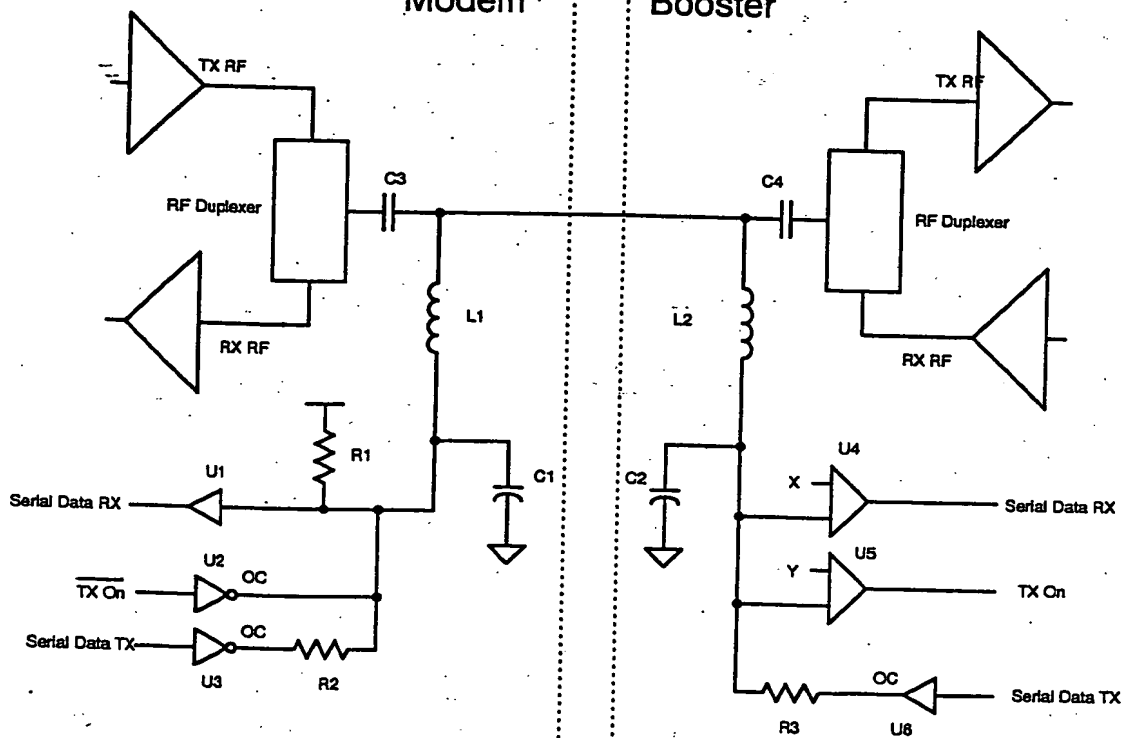 Modem
Booster
TX RF
TX RF
C3
C4
RF Duplexer
RF Duplexer
L1
L2
RX RF
RX RF
R1
U4
U1
C1
C2
X
Serial Data RX
Serial Data RX
U2
OC
U5
Y
TX On
TX On
Serial Data TX
OC
U3
R2
OC
Serial Data TX
R3
U6